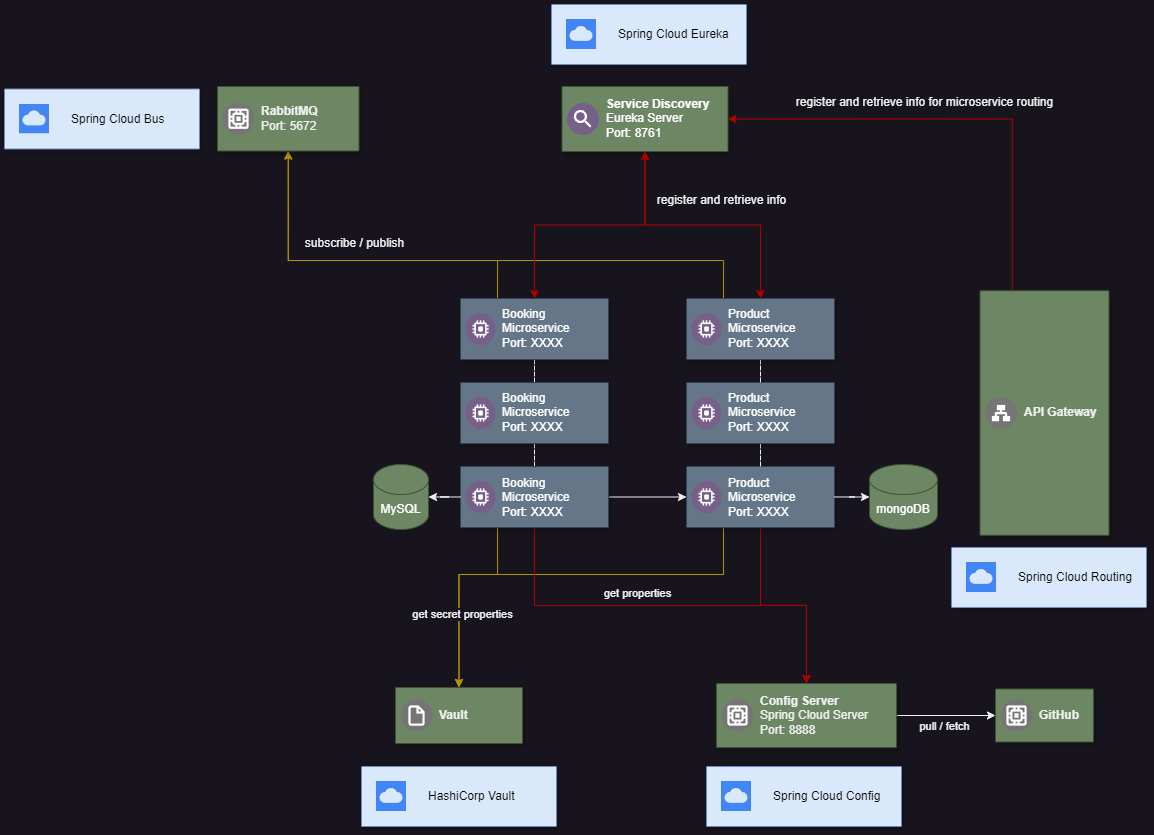 Spring Cloud Eureka
Spring Cloud Bus
RabbitMQ
Port: 5672
Service Discovery
Eureka Server
Port: 8761
register and retrieve info for microservice routing
register and retrieve info
subscribe / publish
Booking
Microservice
Port: XXXX
Product
Microservice
Port: XXXX
Booking
Microservice
Port: XXXX
Product
Microservice
Port: XXXX
API Gateway
MySQL
Booking
Microservice
Port: XXXX
Product
Microservice
Port: XXXX
mongoDB
Spring Cloud Routing
get properties
get secret properties
Vault
Config Server
Spring Cloud Server
Port: 8888
pull / fetch
GitHub
HashiCorp Vault
Spring Cloud Config